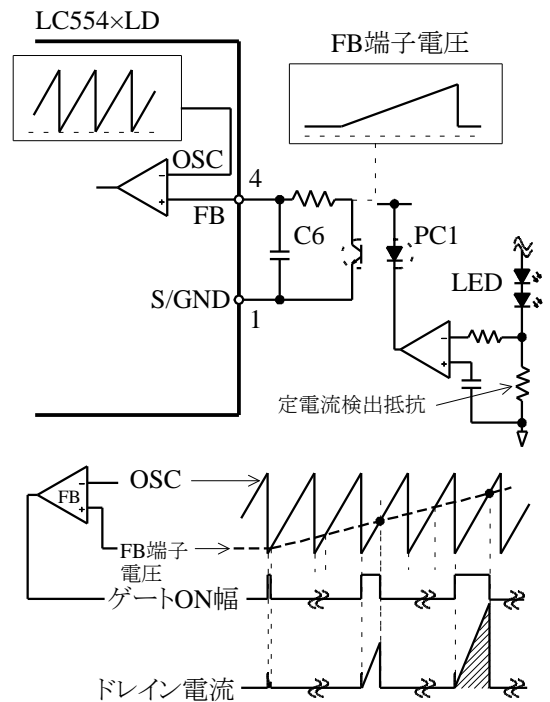 LC554×LD
FB端子電圧
OSC
-
+
4
FB
C6
PC1
LED
S/GND
1
-
+
定電流検出抵抗
OSC
FB
-
+
FB端子
電圧
ゲートON幅
ドレイン電流